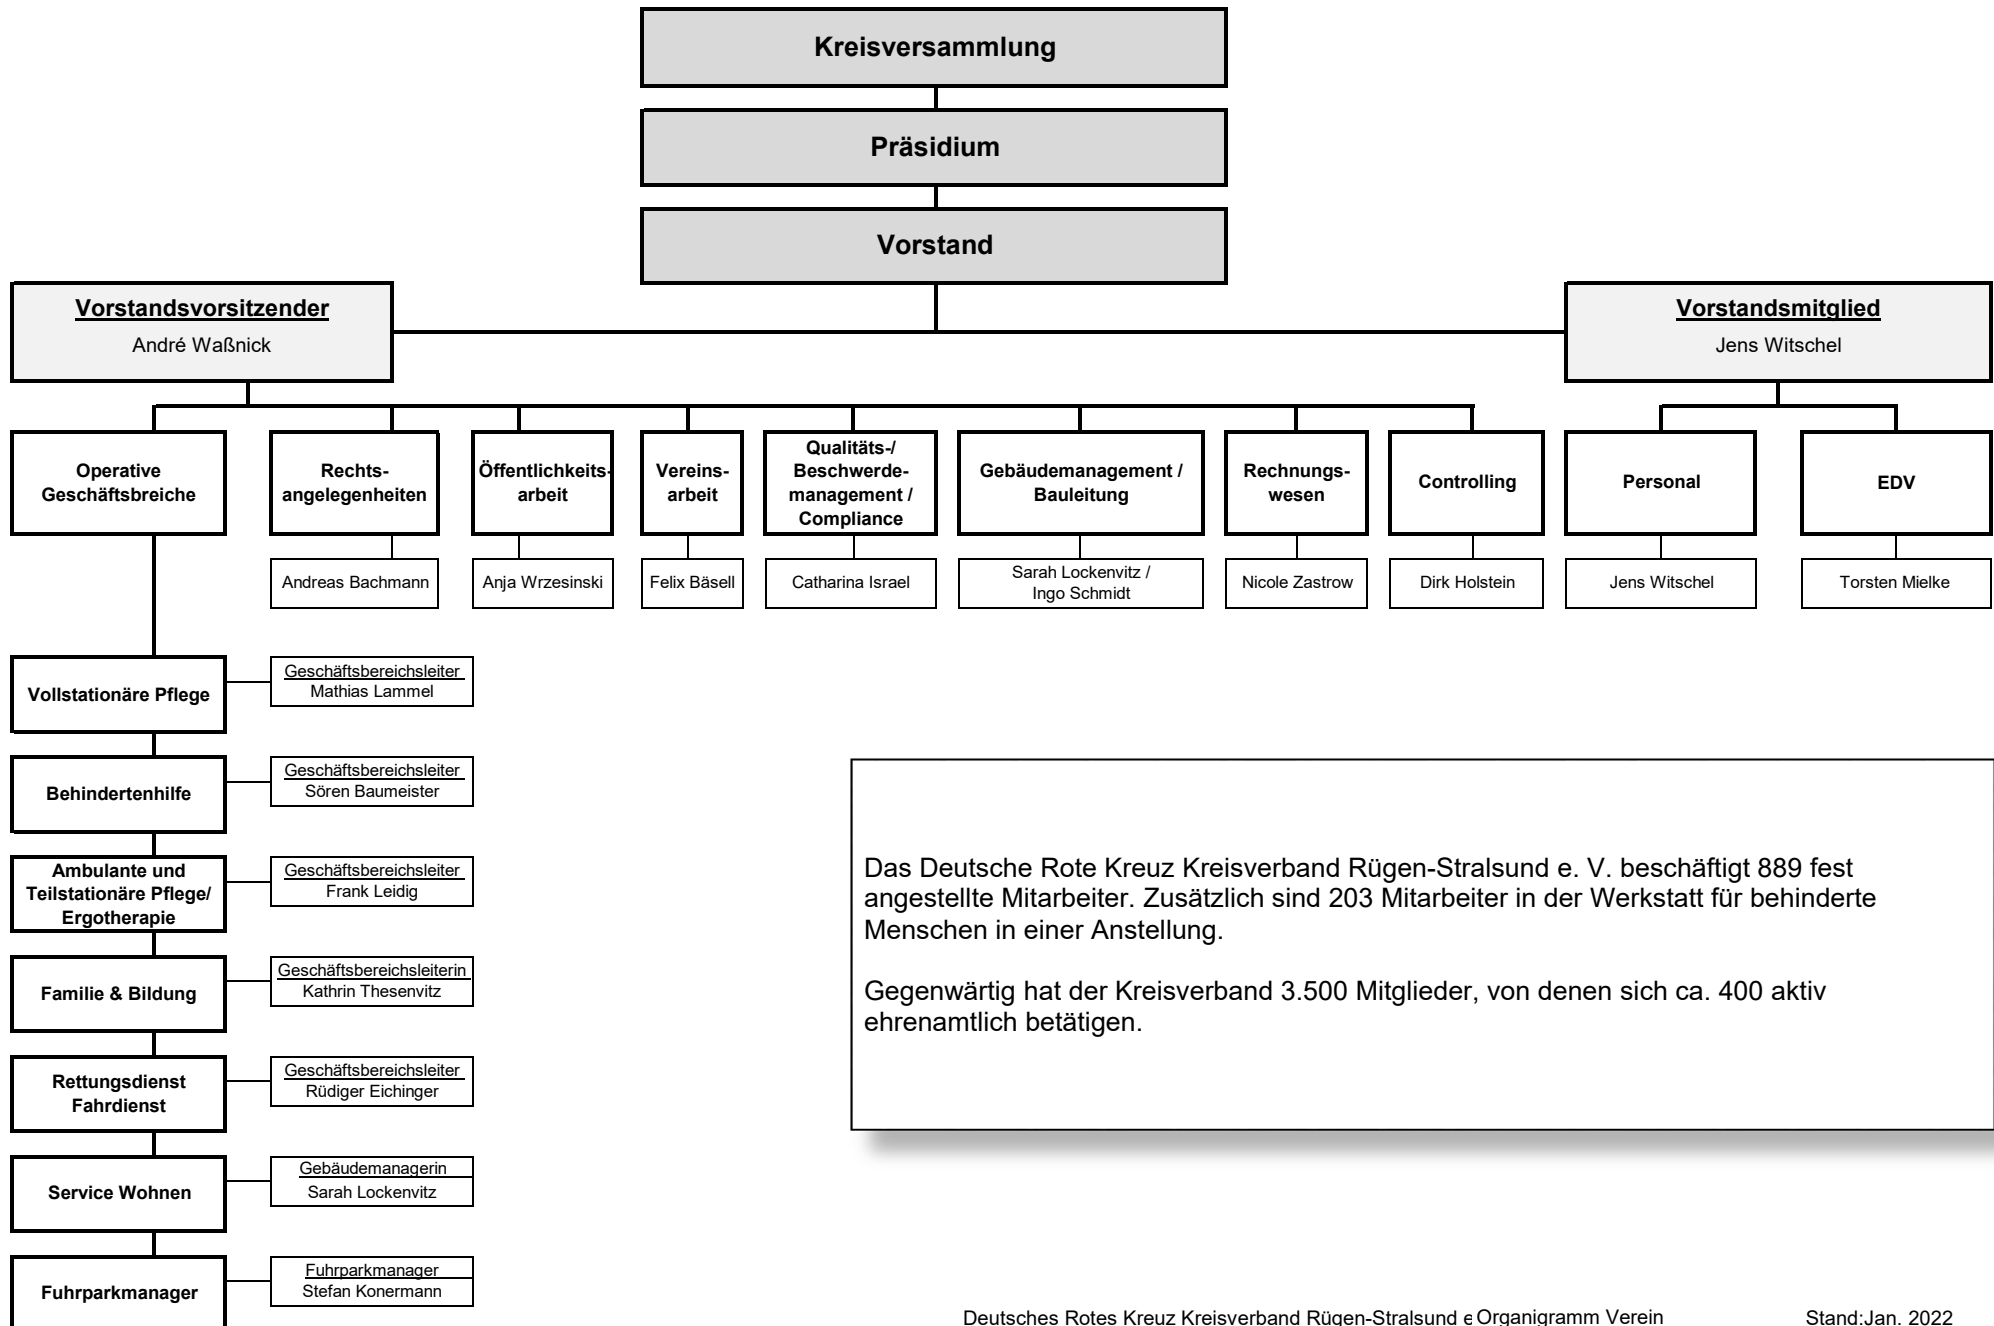 Kreisversammlung
Präsidium
Vorstand
Vorstandsvorsitzender
André Waßnick
Vorstandsmitglied
Jens Witschel
Operative
Geschäftsbreiche
Rechts-
angelegenheiten
Öffentlichkeits-
arbeit
Vereins-
arbeit
Qualitäts-/
Beschwerde-
management /
Compliance
Gebäudemanagement /
Bauleitung
Rechnungs-
wesen
Controlling
Personal
EDV
Andreas Bachmann
Anja Wrzesinski
Felix Bäsell
Catharina Israel
Sarah Lockenvitz /
Ingo Schmidt
Nicole Zastrow
Dirk Holstein
Jens Witschel
Torsten Mielke
Vollstationäre Pflege
Geschäftsbereichsleiter
Mathias Lammel
Behindertenhilfe
Geschäftsbereichsleiter
Sören Baumeister
Ambulante und
Teilstationäre Pflege/
Ergotherapie
Geschäftsbereichsleiter
Frank Leidig
Familie & Bildung
Geschäftsbereichsleiterin
Kathrin Thesenvitz
Rettungsdienst
Fahrdienst
Geschäftsbereichsleiter
Rüdiger Eichinger
Service Wohnen
Gebäudemanagerin
Sarah Lockenvitz
Fuhrparkmanager
Fuhrparkmanager
Stefan Konermann
Das Deutsche Rote Kreuz Kreisverband Rügen-Stralsund e. V. beschäftigt 889 fest
angestellte Mitarbeiter. Zusätzlich sind 203 Mitarbeiter in der Werkstatt für behinderte
Menschen in einer Anstellung.
Gegenwärtig hat der Kreisverband 3.500 Mitglieder, von denen sich ca. 400 aktiv
ehrenamtlich betätigen.
Deutsches Rotes Kreuz Kreisverband Rügen-Stralsund e Organigramm Verein Stand:Jan. 2022